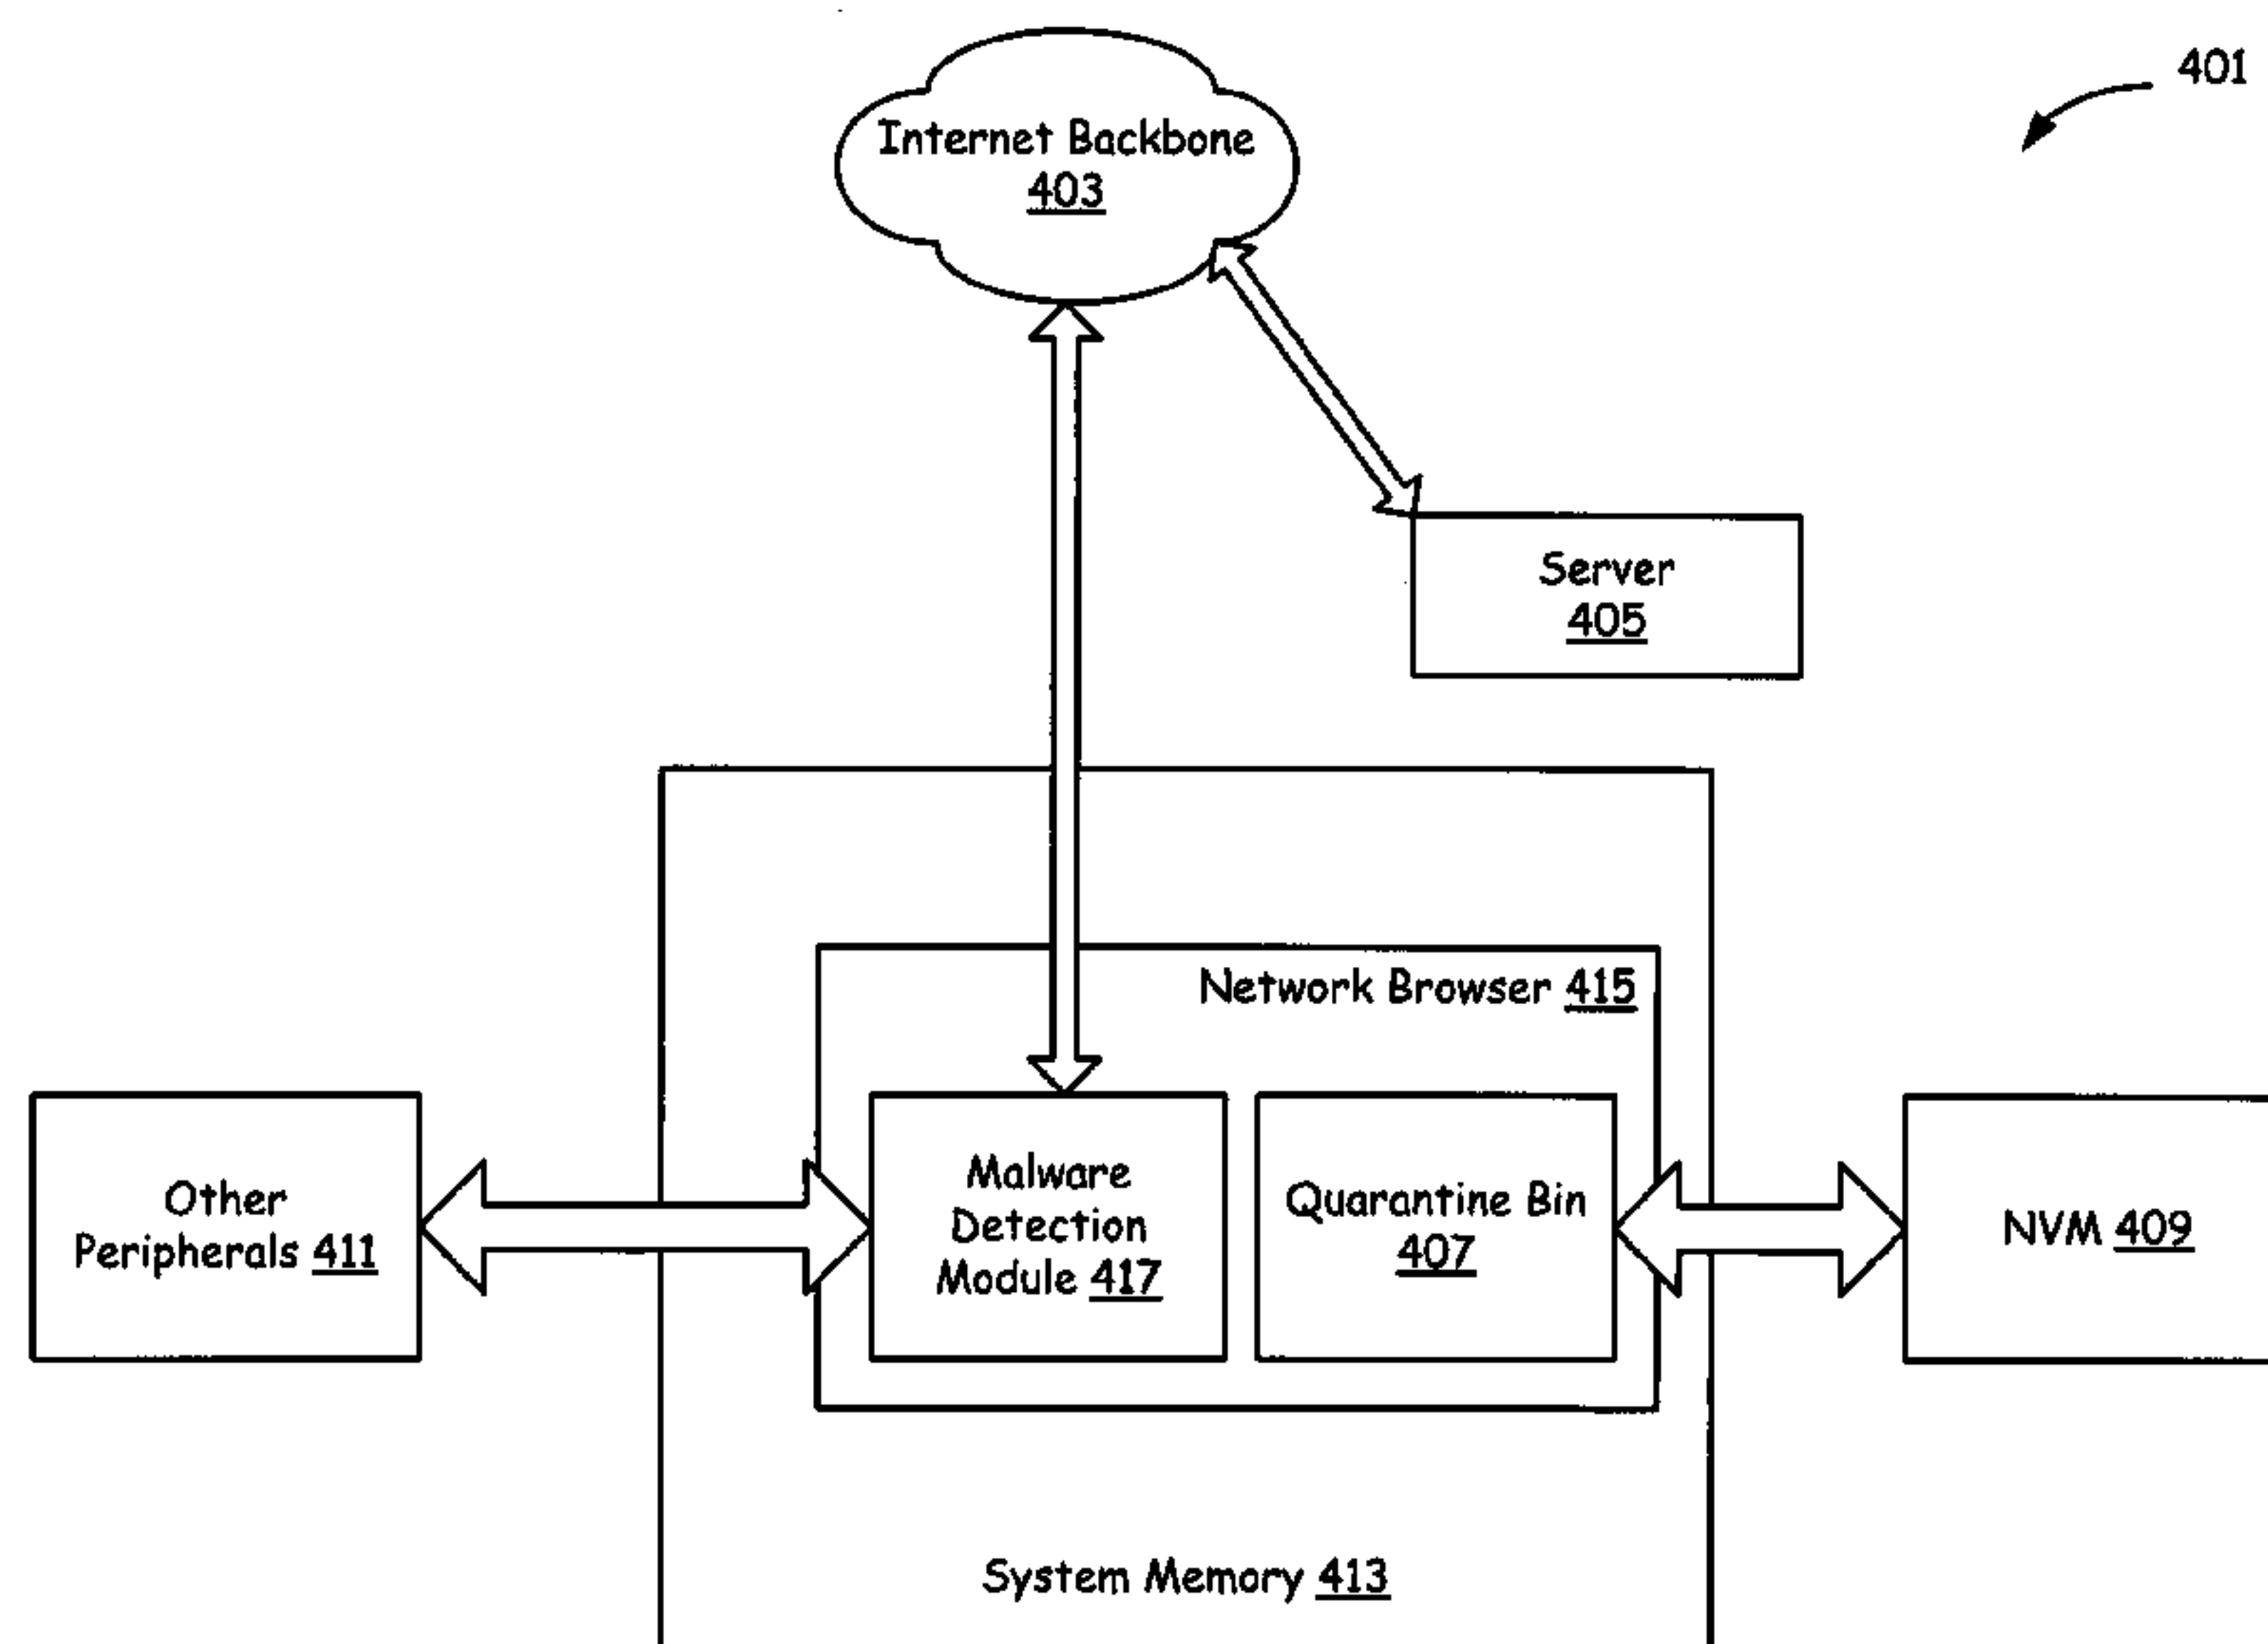 401
Internet Backbone
403
Server
405
Network Browser 415
Other
Peripherals 411
Malware
Detection
Module 417
Quarantine Bin
407
NVM 409
System Memory 413